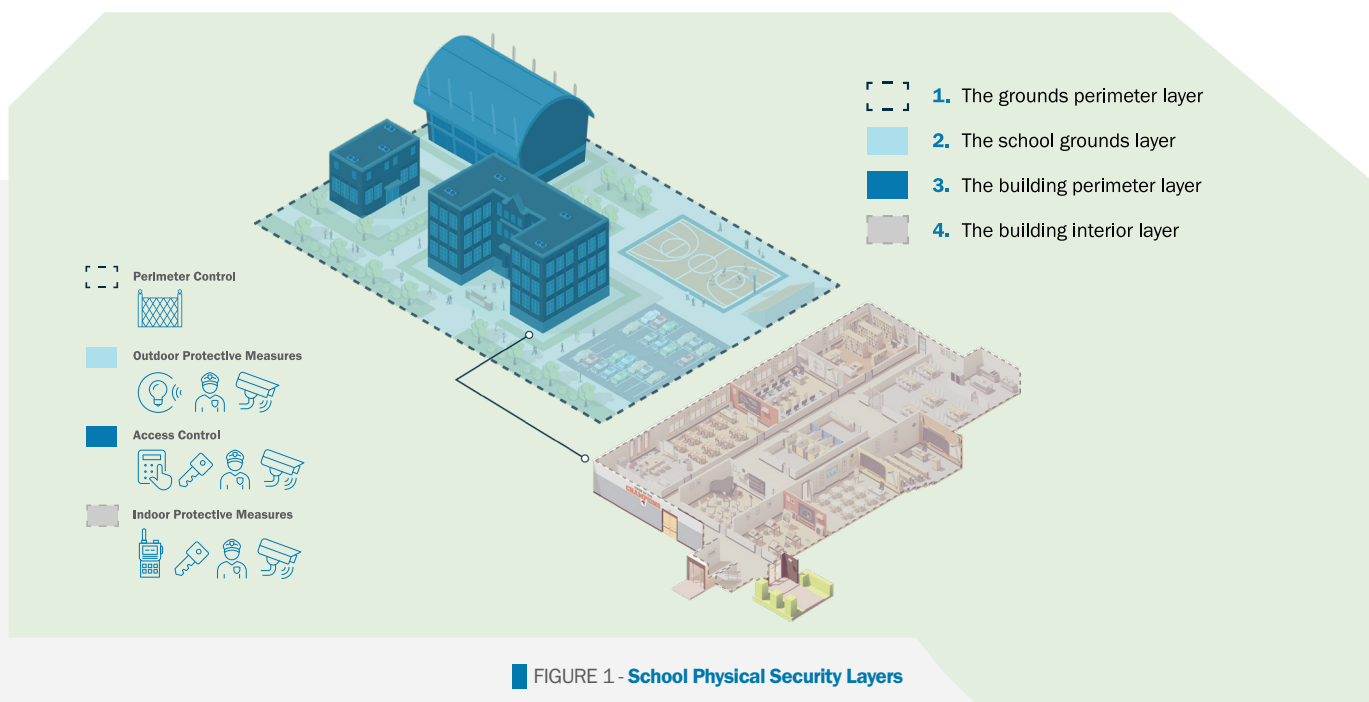 1. The grounds perimeter layer
2. The school grounds layer
3. The building perimeter layer
4. The building interior layer
Perimeter Control
Outdoor Protective Measures
Access Control
Indoor Protective Measures
CHAMPIONS
FIGURE 1 - School Physical Security Layers